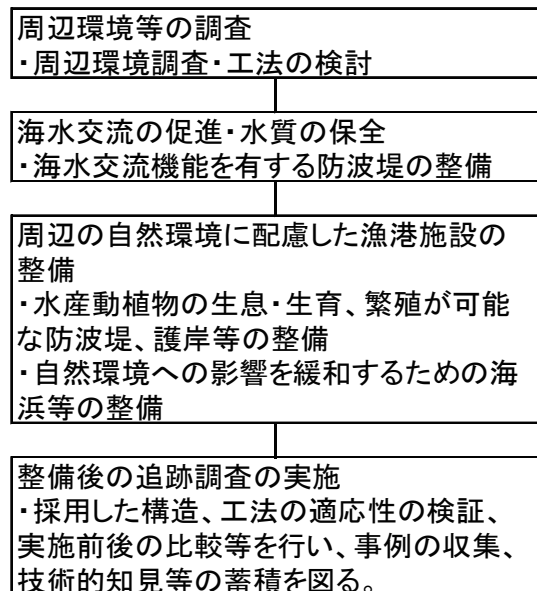 周辺環境等の調査
・周辺環境調査・工法の検討
海水交流の促進・水質の保全
・海水交流機能を有する防波堤の整備
周辺の自然環境に配慮した漁港施設の
整備
・水産動植物の生息・生育、繁殖が可能
な防波堤、護岸等の整備
・自然環境への影響を緩和するための海
浜等の整備
整備後の追跡調査の実施
・採用した構造、工法の適応性の検証、
実施前後の比較等を行い、事例の収集、
技術的知見等の蓄積を図る。